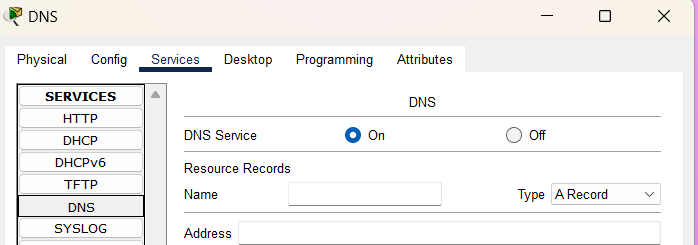 DNS
Physical Config Services Desktop Programming Attributes
SERVICES
HTTP
DHCP
DHCPv6
TFTP
DNS
SYSLOG
DNS
DNS Service On Off
Resource Records
Name Type A Record
Address